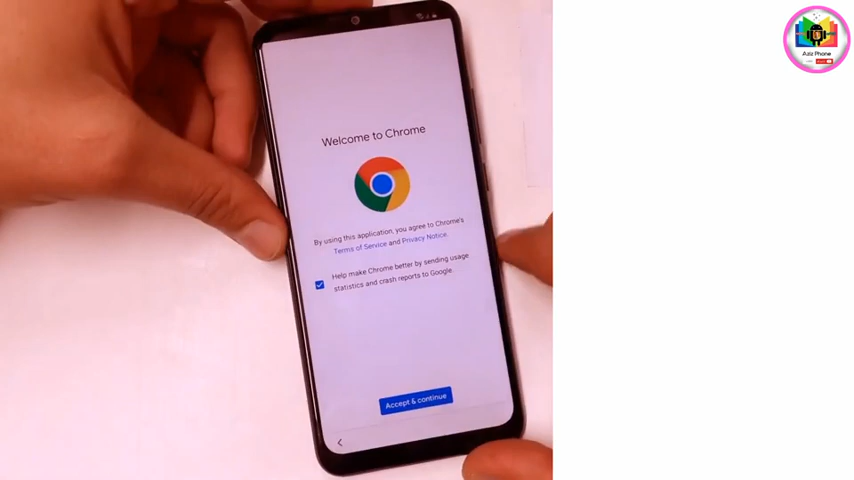 Welcome to Chrome
By using this application, you agree to Chrome's
Terms of Service and Privacy Notice.
Help make Chrome better by sending usage
statistics and crash reports to Google.
Accept & continue
Aziz Phone